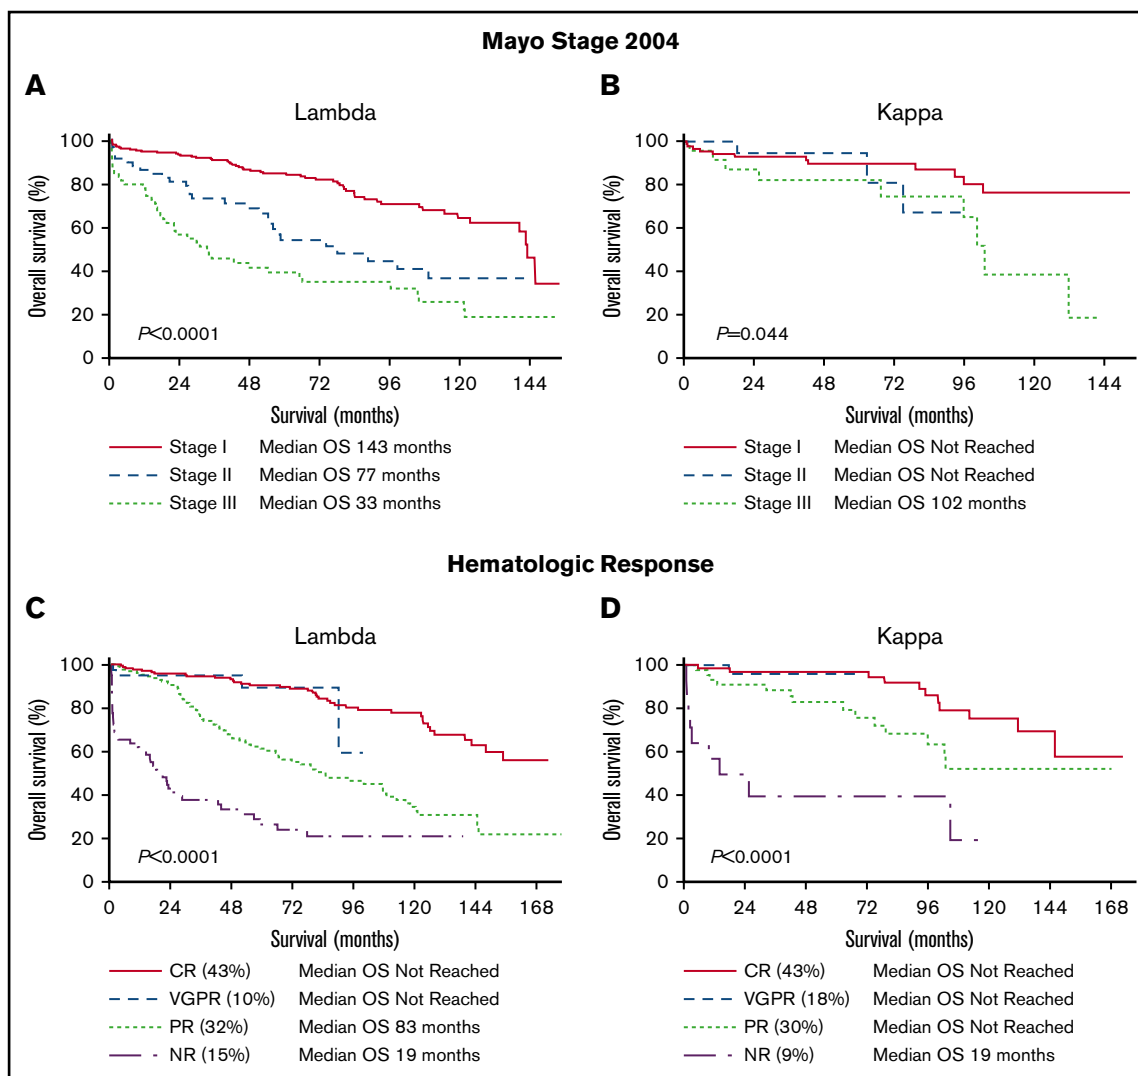 Mayo Stage 2004
A
Lambda
Overall survival (%)
100
80
60
40
20
0
P<0.0001
0 24 48 72 96 120 144
Survival (months)
Stage I Median OS 143 months
Stage II Median OS 77 months
Stage III Median OS 33 months
B
Kappa
Overall survival (%)
100
80
60
40
20
0
P=0.044
0 24 48 72 96 120 144
Survival (months)
Stage I Median OS Not Reached
Stage II Median OS Not Reached
Stage III Median OS 102 months
Hematologic Response
C
Lambda
Overall survival (%)
100
80
60
40
20
0
P<0.0001
0 24 48 72 96 120 144 168
Survival (months)
CR (43%) Median OS Not Reached
VGPR (10%) Median OS Not Reached
PR (32%) Median OS 83 months
NR (15%) Median OS 19 months
D
Kappa
Overall survival (%)
100
80
60
40
20
0
P<0.0001
0 24 48 72 96 120 144 168
Survival (months)
CR (43%) Median OS Not Reached
VGPR (18%) Median OS Not Reached
PR (30%) Median OS Not Reached
NR (9%) Median OS 19 months